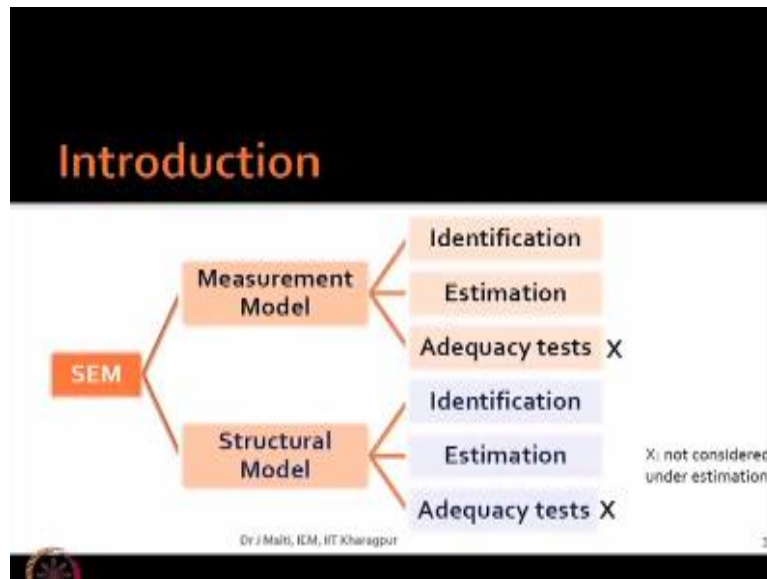 Introduction
Identification
Measurement
Model
Estimation
Adequacy tests X
SEM
Identification
Structural
Model
Estimation
X: not considered
under estimation
Adequacy tests X
Dr J Maiti, IEM, IIT Kharagpur